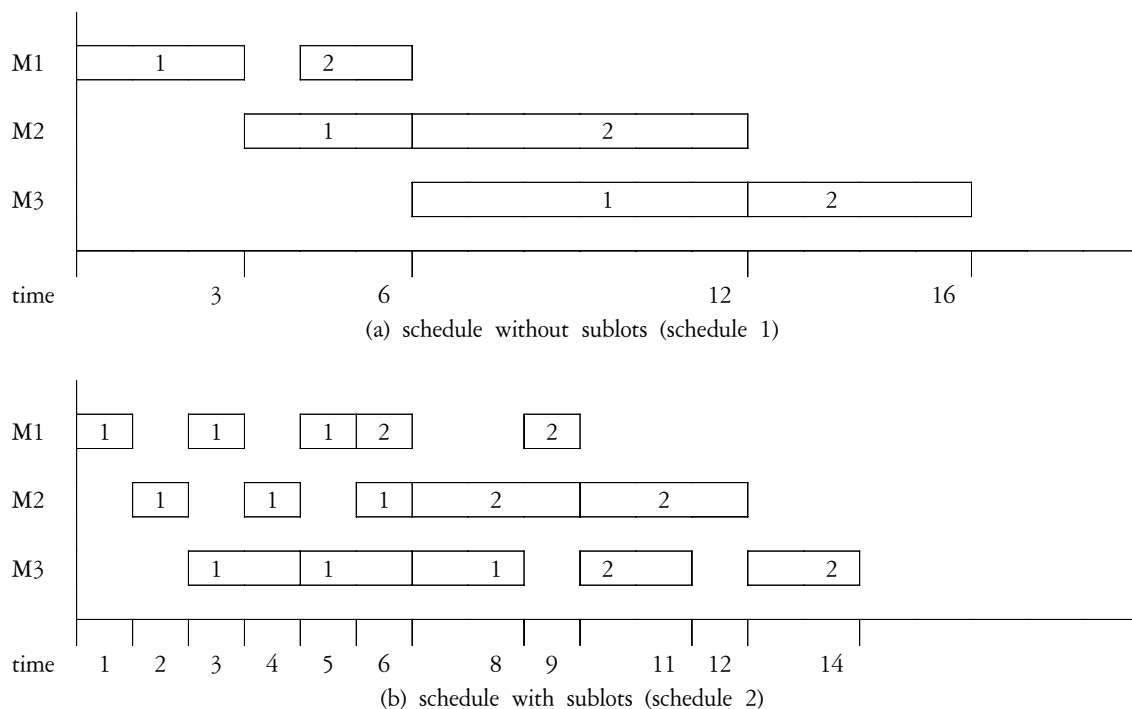 M1 1 2
M2 1 2
M3 1 2
time 3 6 12 16
(a) schedule without sublots (schedule 1)
M1 1 1 1 2 2
M2 1 1 1 2 2
M3 1 1 1 2 2
time 1 2 3 4 5 6 8 9 11 12 14
(b) schedule with sublots (schedule 2)